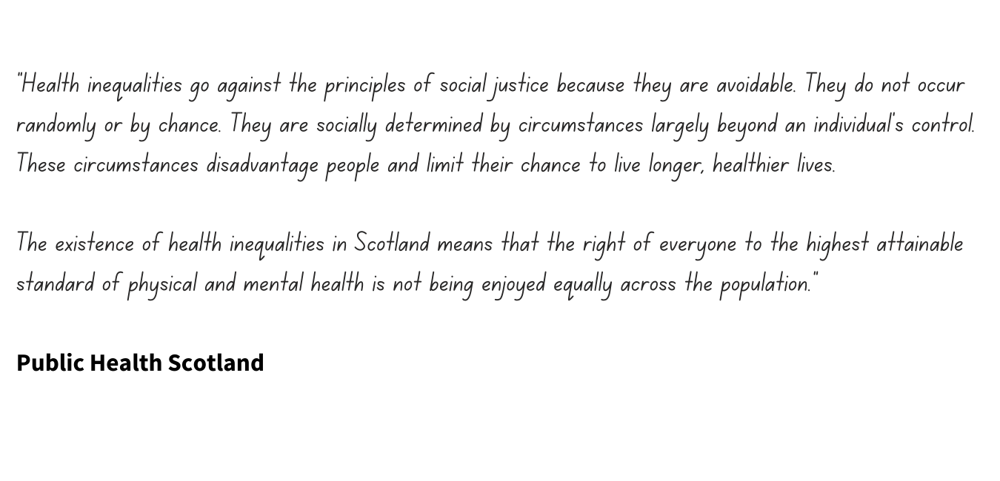 "Health inequalities go against the principles of social justice because they are avoidable. They do not occur
randomly or by chance. They are socially determined by circumstances largely beyond an individual's control.
These circumstances disadvantage people and limit their chance to live longer, healthier lives.
The existence of health inequalities in Scotland means that the right of everyone to the highest attainable
standard of physical and mental health is not being enjoyed equally across the population."
Public Health Scotland